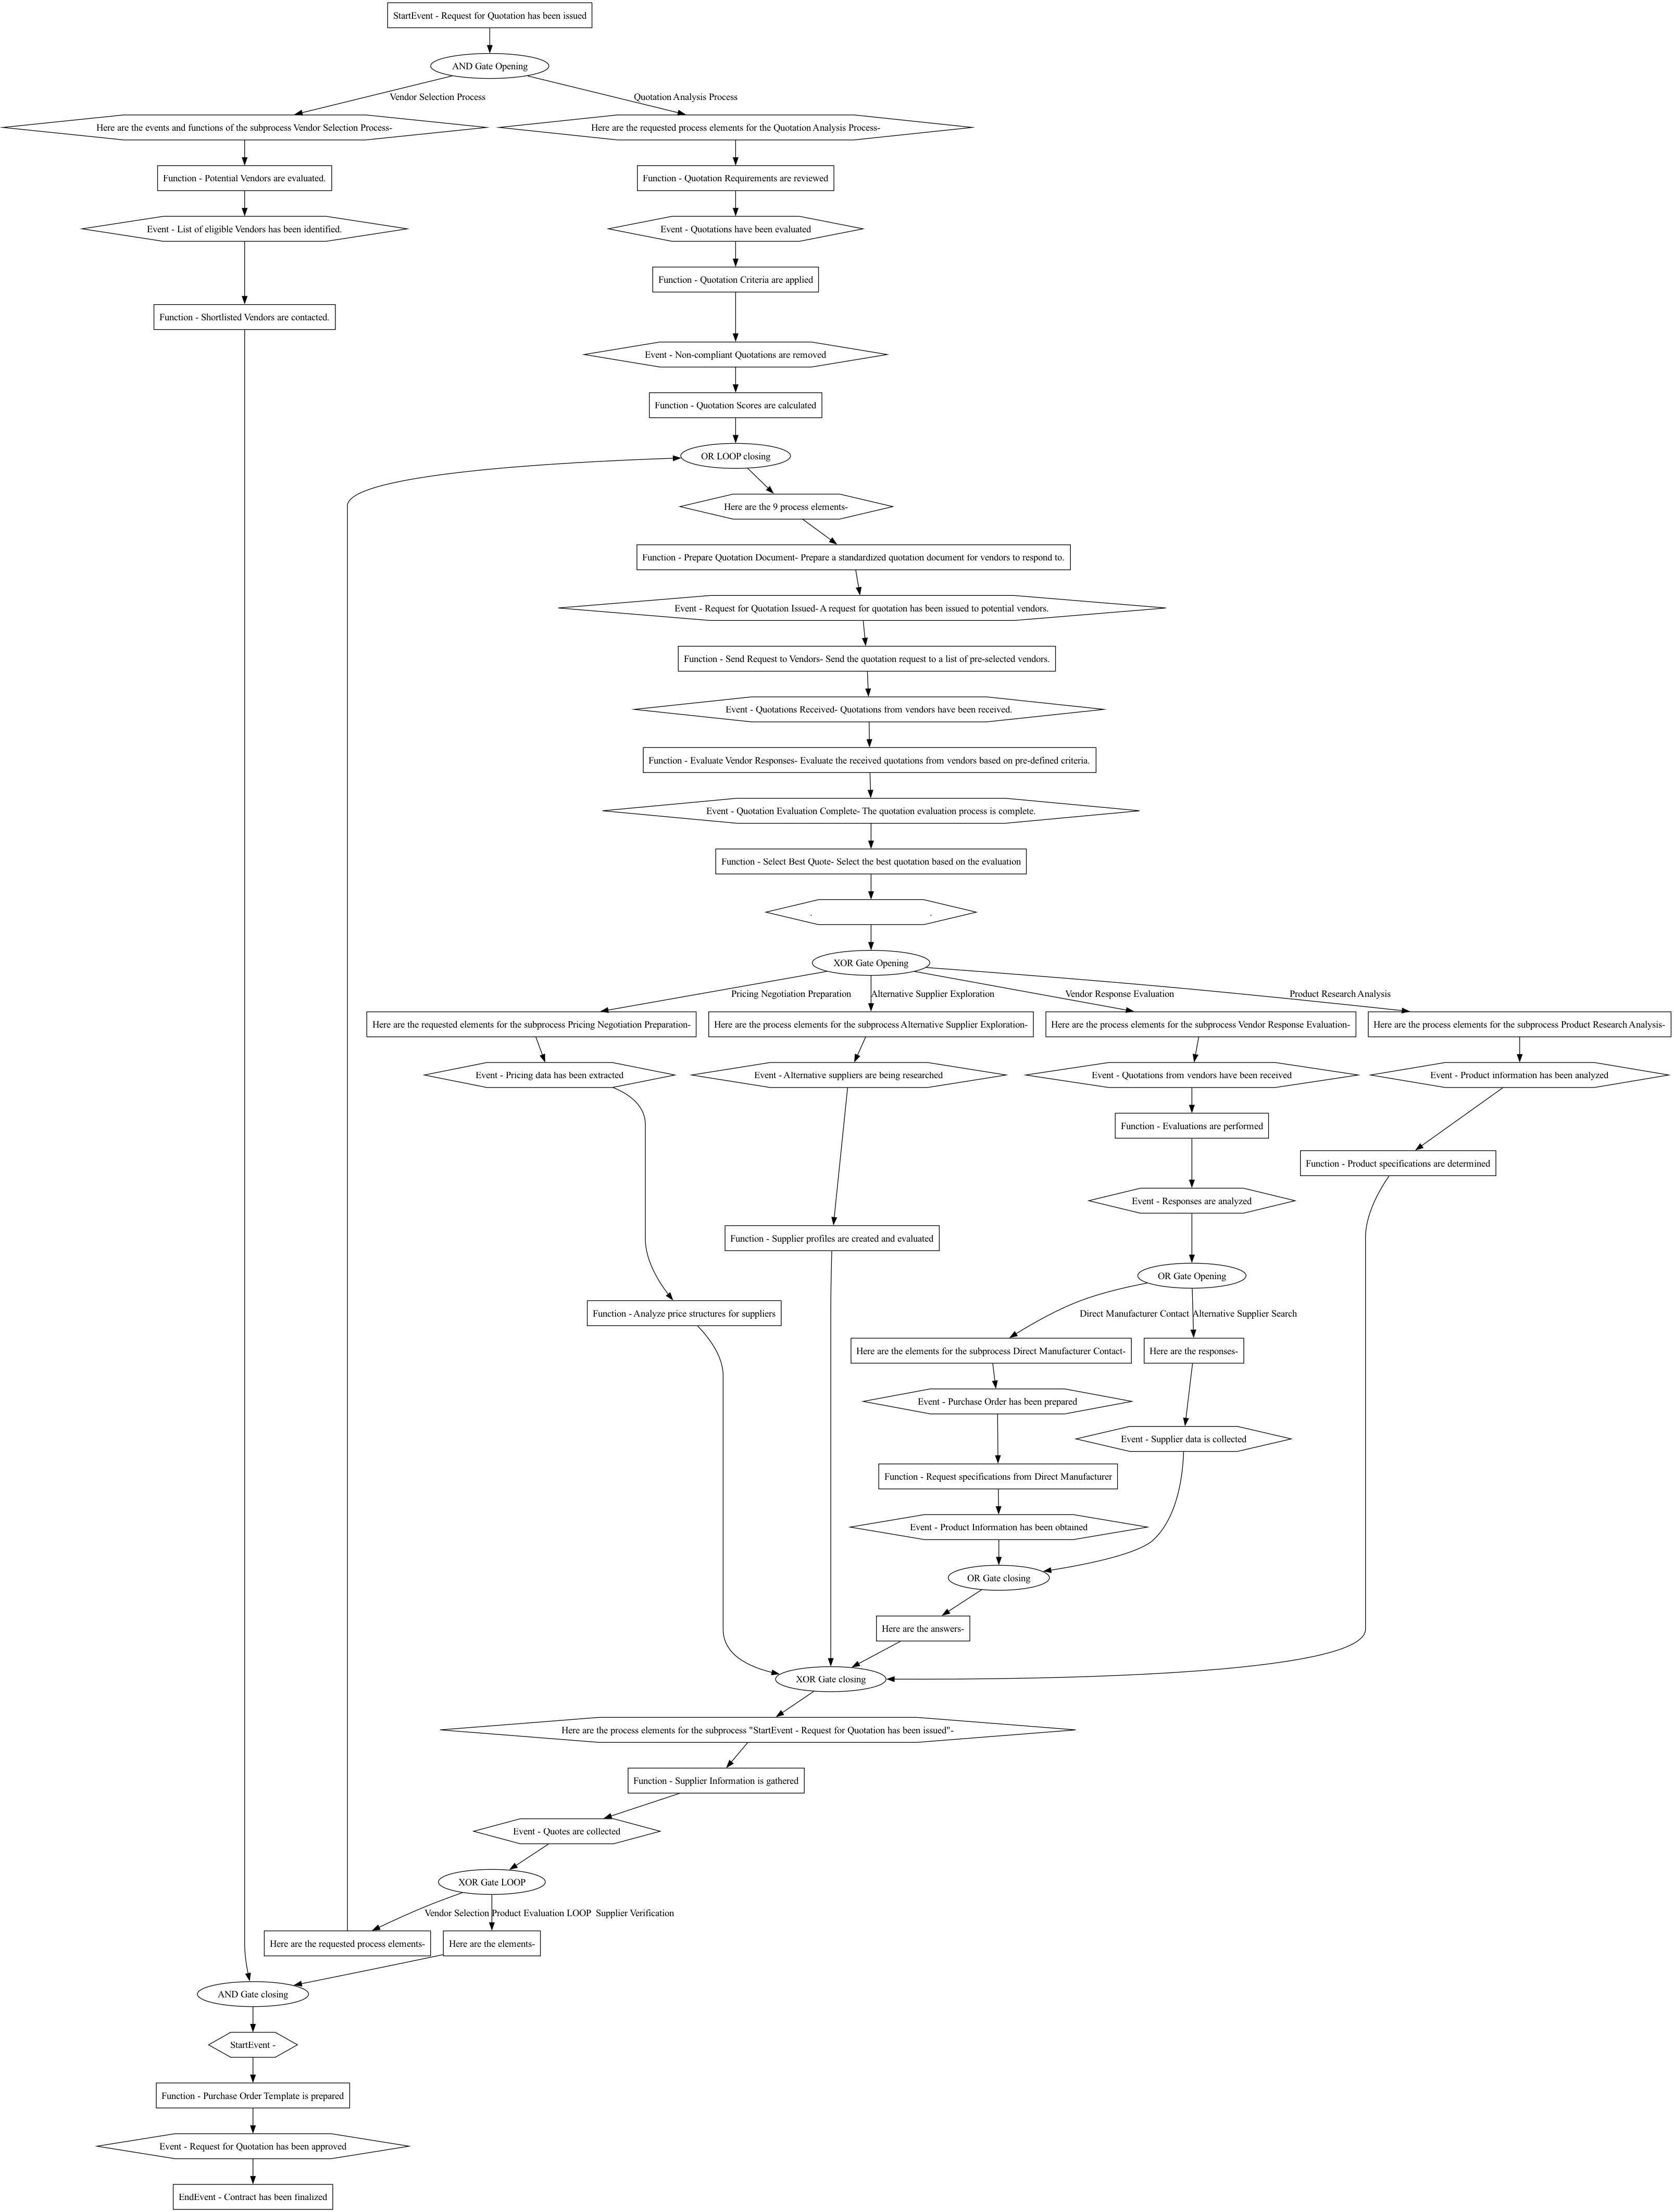 StartEvent - Request for Quotation has been issued
AND Gate Opening
Vendor Selection Process
Quotation Analysis Process
Here are the events and functions of the subprocess Vendor Selection Process-
Here are the requested process elements for the Quotation Analysis Process-
Function - Potential Vendors are evaluated.
Function - Quotation Requirements are reviewed
Event - List of eligible Vendors has been identified.
Event - Quotations have been evaluated
Function - Quotation Criteria are applied
Function - Shortlisted Vendors are contacted.
Event - Non-compliant Quotations are removed
Function - Quotation Scores are calculated
OR LOOP closing
Here are the 9 process elements-
Function - Prepare Quotation Document- Prepare a standardized quotation document for vendors to respond to.
Event - Request for Quotation Issued- A request for quotation has been issued to potential vendors.
Function - Send Request to Vendors- Send the quotation request to a list of pre-selected vendors.
Event - Quotations Received- Quotations from vendors have been received.
Function - Evaluate Vendor Responses- Evaluate the received quotations from vendors based on pre-defined criteria.
Event - Quotation Evaluation Complete- The quotation evaluation process is complete.
Function - Select Best Quote- Select the best quotation based on the evaluation
. .
XOR Gate Opening
Pricing Negotiation Preparation
Alternative Supplier Exploration
Vendor Response Evaluation
Product Research Analysis
Here are the requested elements for the subprocess Pricing Negotiation Preparation-
Here are the process elements for the subprocess Alternative Supplier Exploration-
Here are the process elements for the subprocess Vendor Response Evaluation-
Here are the process elements for the subprocess Product Research Analysis-
Event - Pricing data has been extracted
Event - Alternative suppliers are being researched
Event - Quotations from vendors have been received
Event - Product information has been analyzed
Function - Evaluations are performed
Function - Product specifications are determined
Event - Responses are analyzed
Function - Supplier profiles are created and evaluated
OR Gate Opening
Function - Analyze price structures for suppliers
Direct Manufacturer Contact
Alternative Supplier Search
Here are the elements for the subprocess Direct Manufacturer Contact-
Here are the responses-
Event - Purchase Order has been prepared
Event - Supplier data is collected
Function - Request specifications from Direct Manufacturer
Event - Product Information has been obtained
OR Gate closing
Here are the answers-
XOR Gate closing
Here are the process elements for the subprocess "StartEvent - Request for Quotation has been issued"-
Function - Supplier Information is gathered
Event - Quotes are collected
XOR Gate LOOP
Vendor Selection
Product Evaluation LOOP  Supplier Verification
Here are the requested process elements-
Here are the elements-
AND Gate closing
StartEvent -
Function - Purchase Order Template is prepared
Event - Request for Quotation has been approved
EndEvent - Contract has been finalized